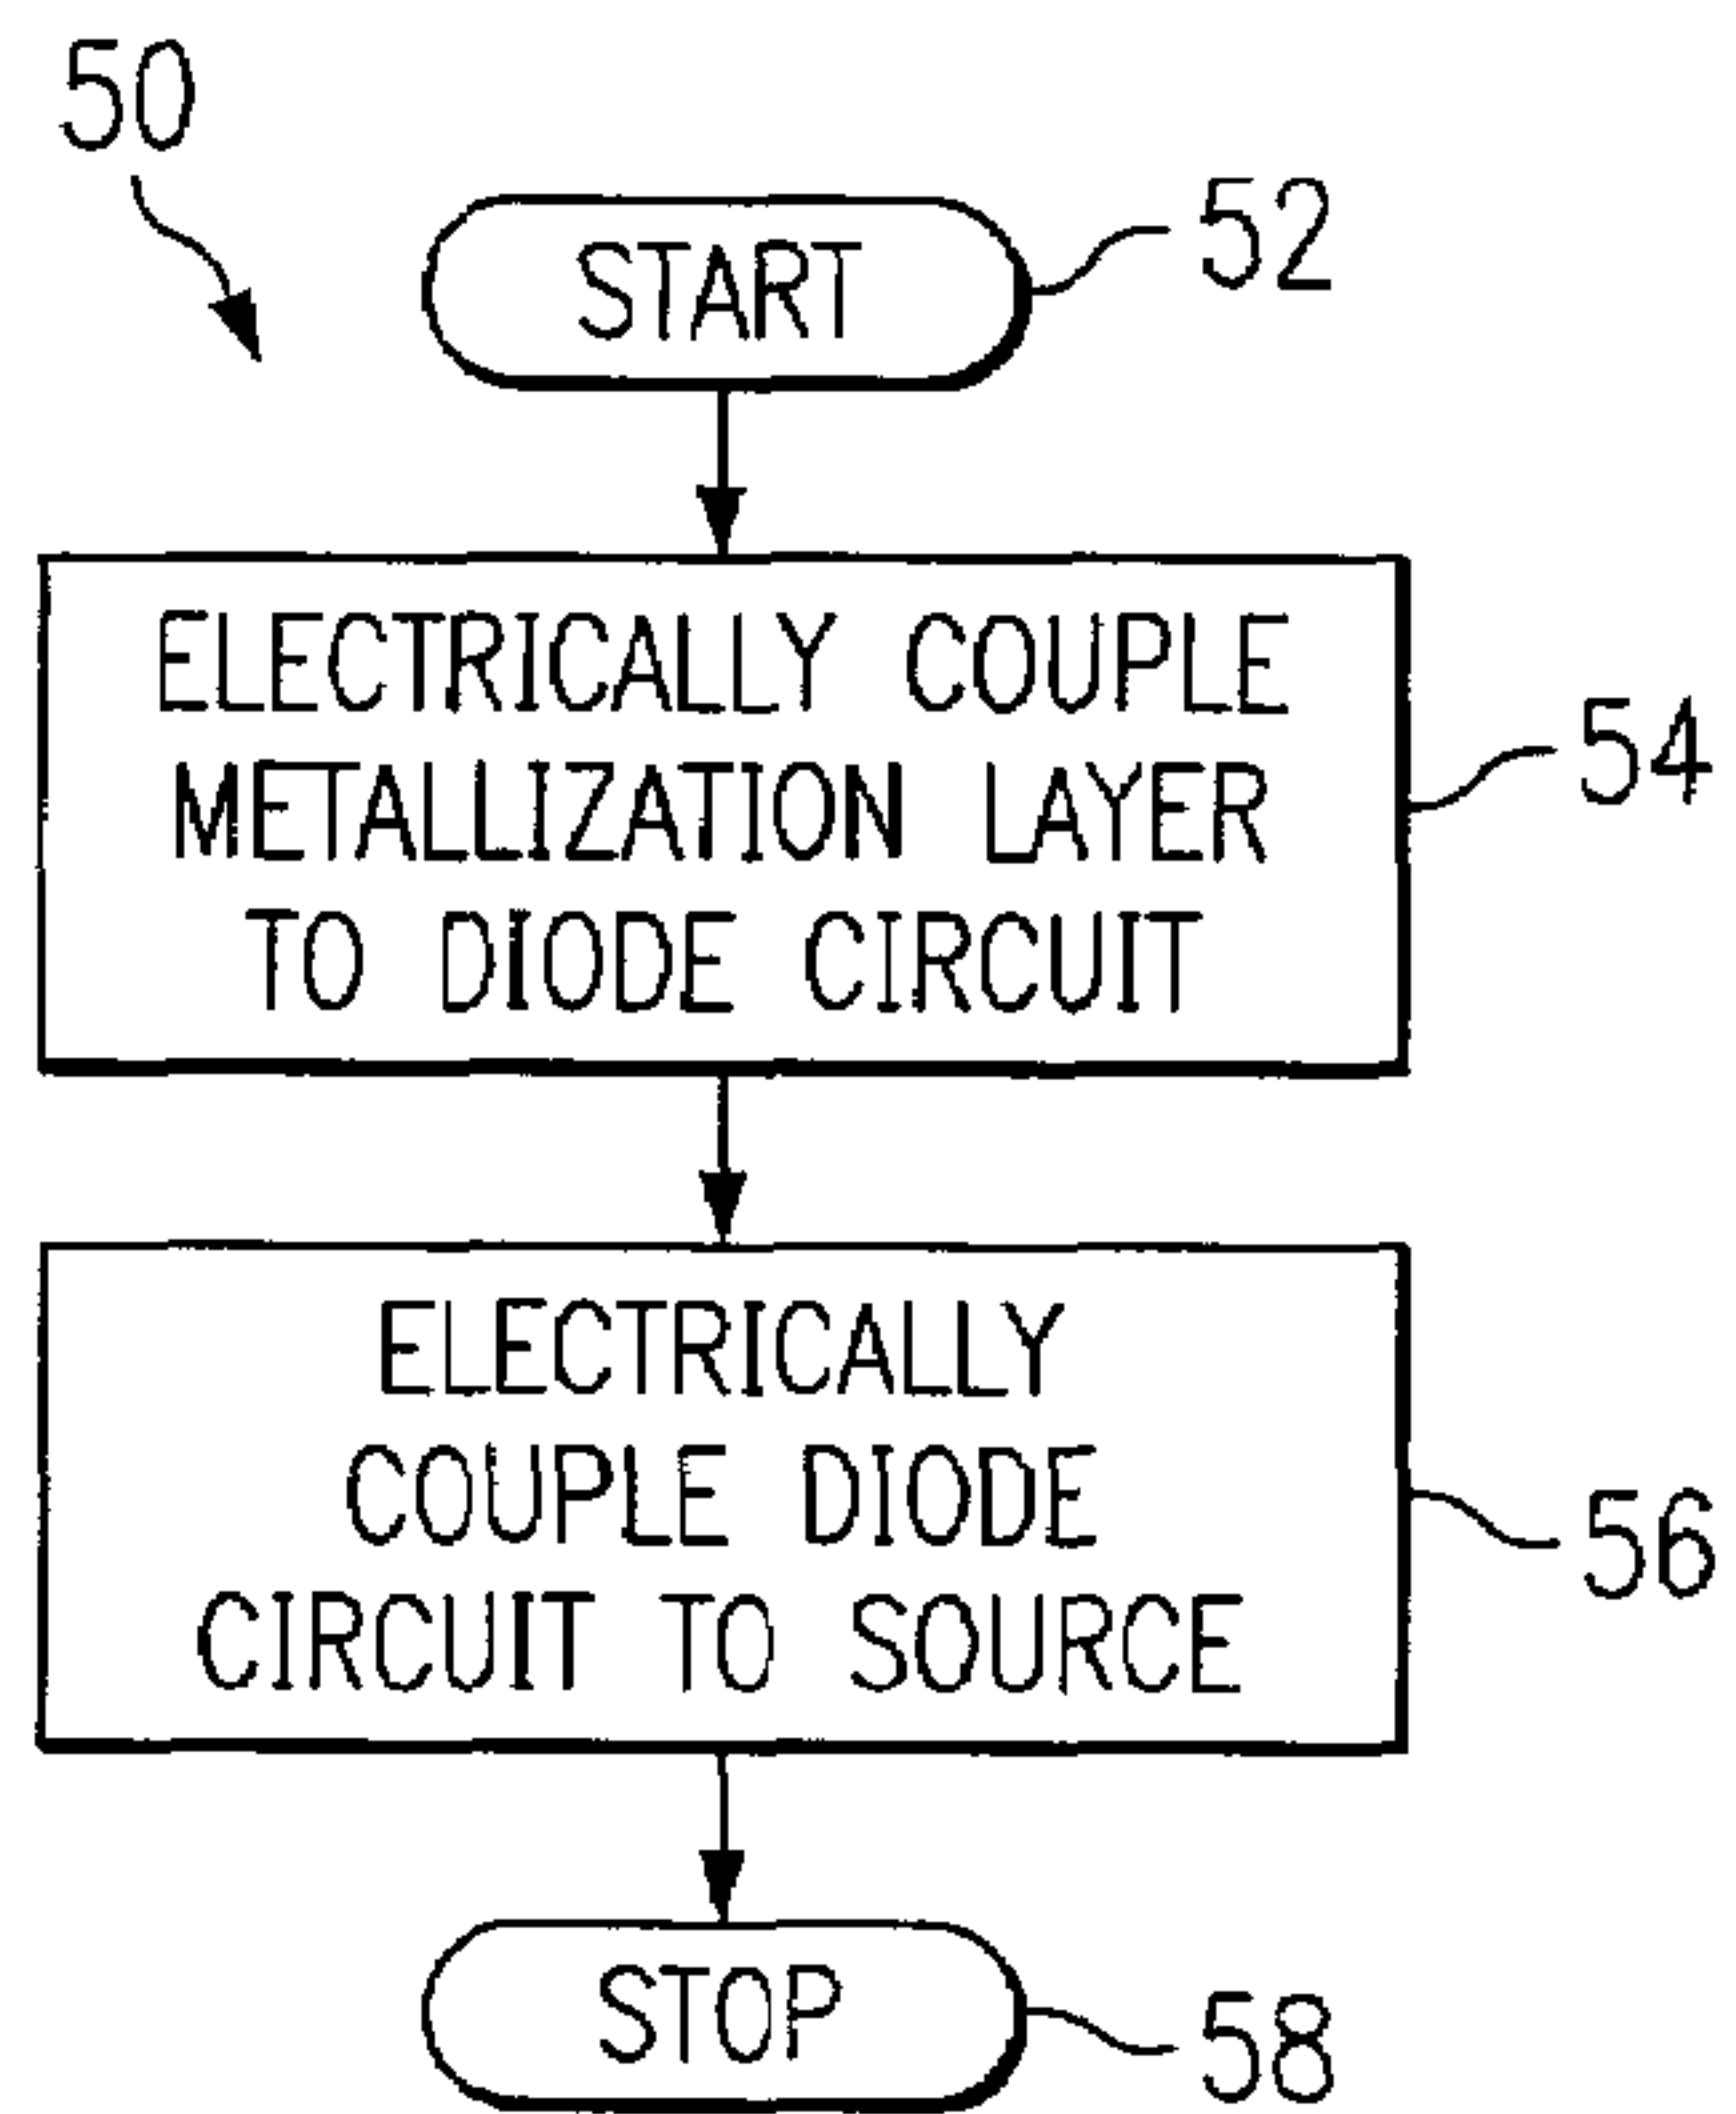 50
START
52
ELECTRICALLY COUPLE
METALLIZATION LAYER
TO DIODE CIRCUIT
54
ELECTRICALLY
COUPLE DIODE
CIRCUIT TO SOURCE
56
STOP
58